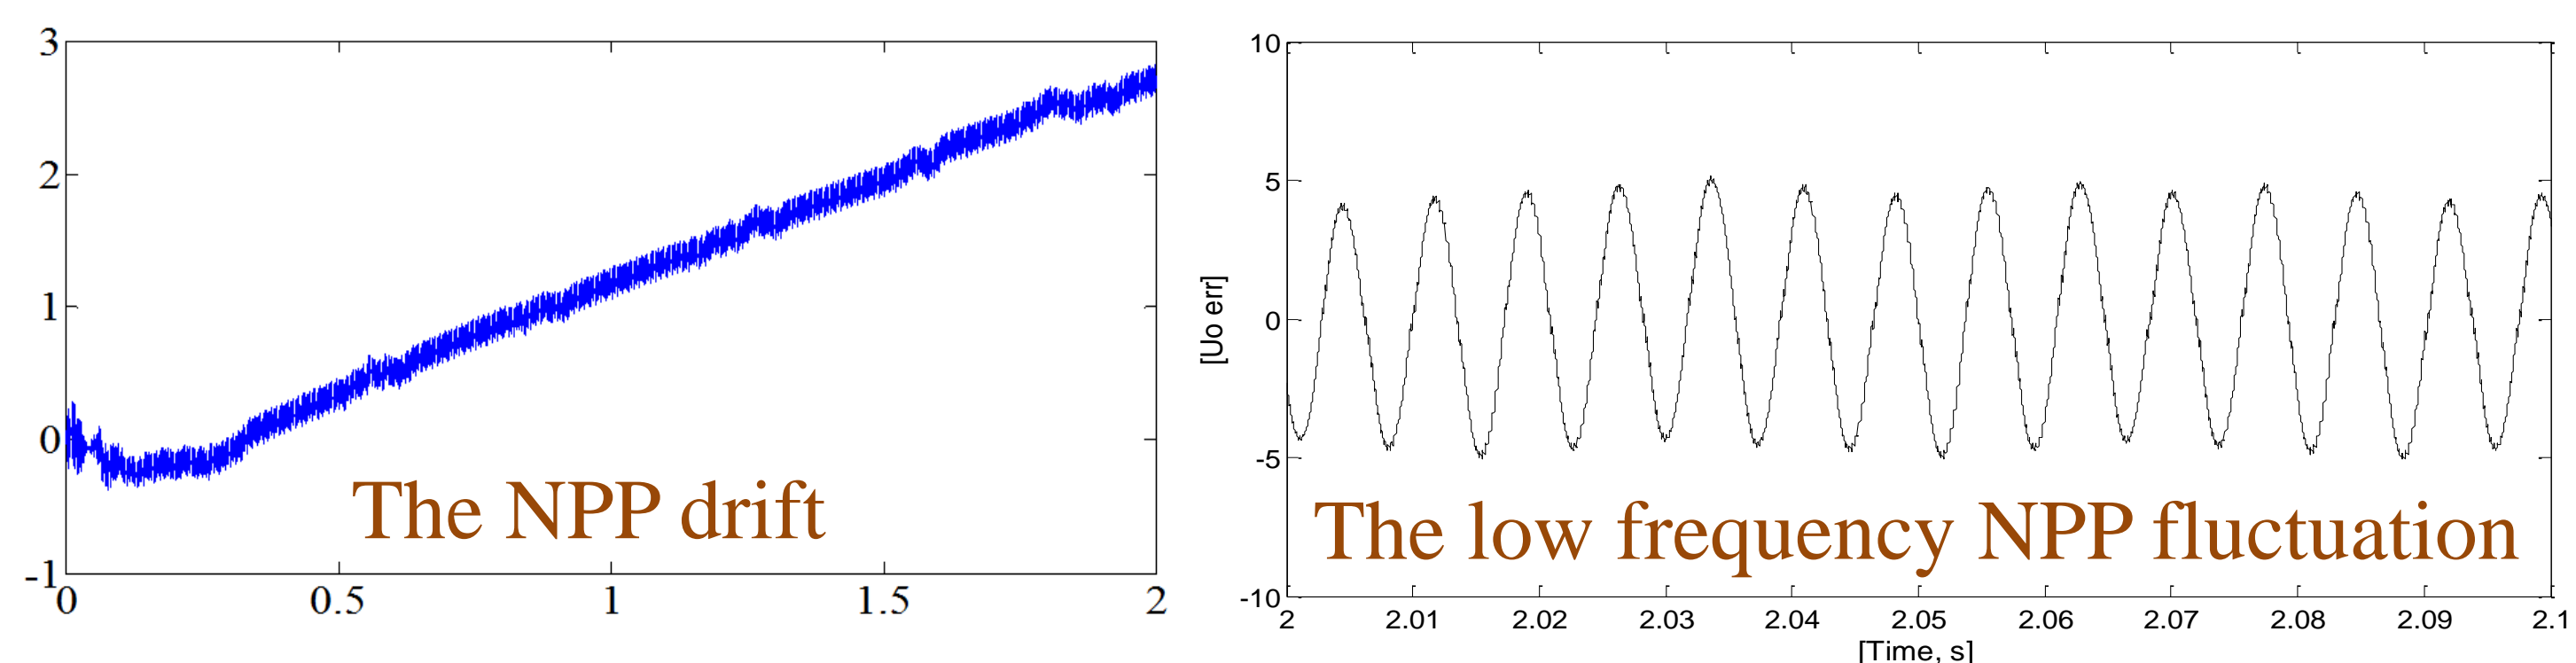 3
2
1
0
-1
0 0.5 1 1.5 2
The NPP drift
10
5
0
-5
-10
[Uo err]
2 2.01 2.02 2.03 2.04 2.05 2.06 2.07 2.08 2.09 2.1
[Time, s]
The low frequency NPP fluctuation